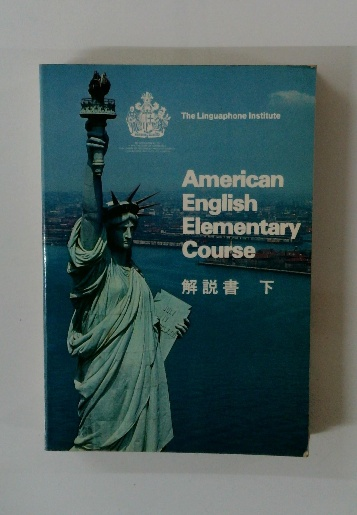 The Linguaphone Institute
American
English
Elementary
Course
解説書 下